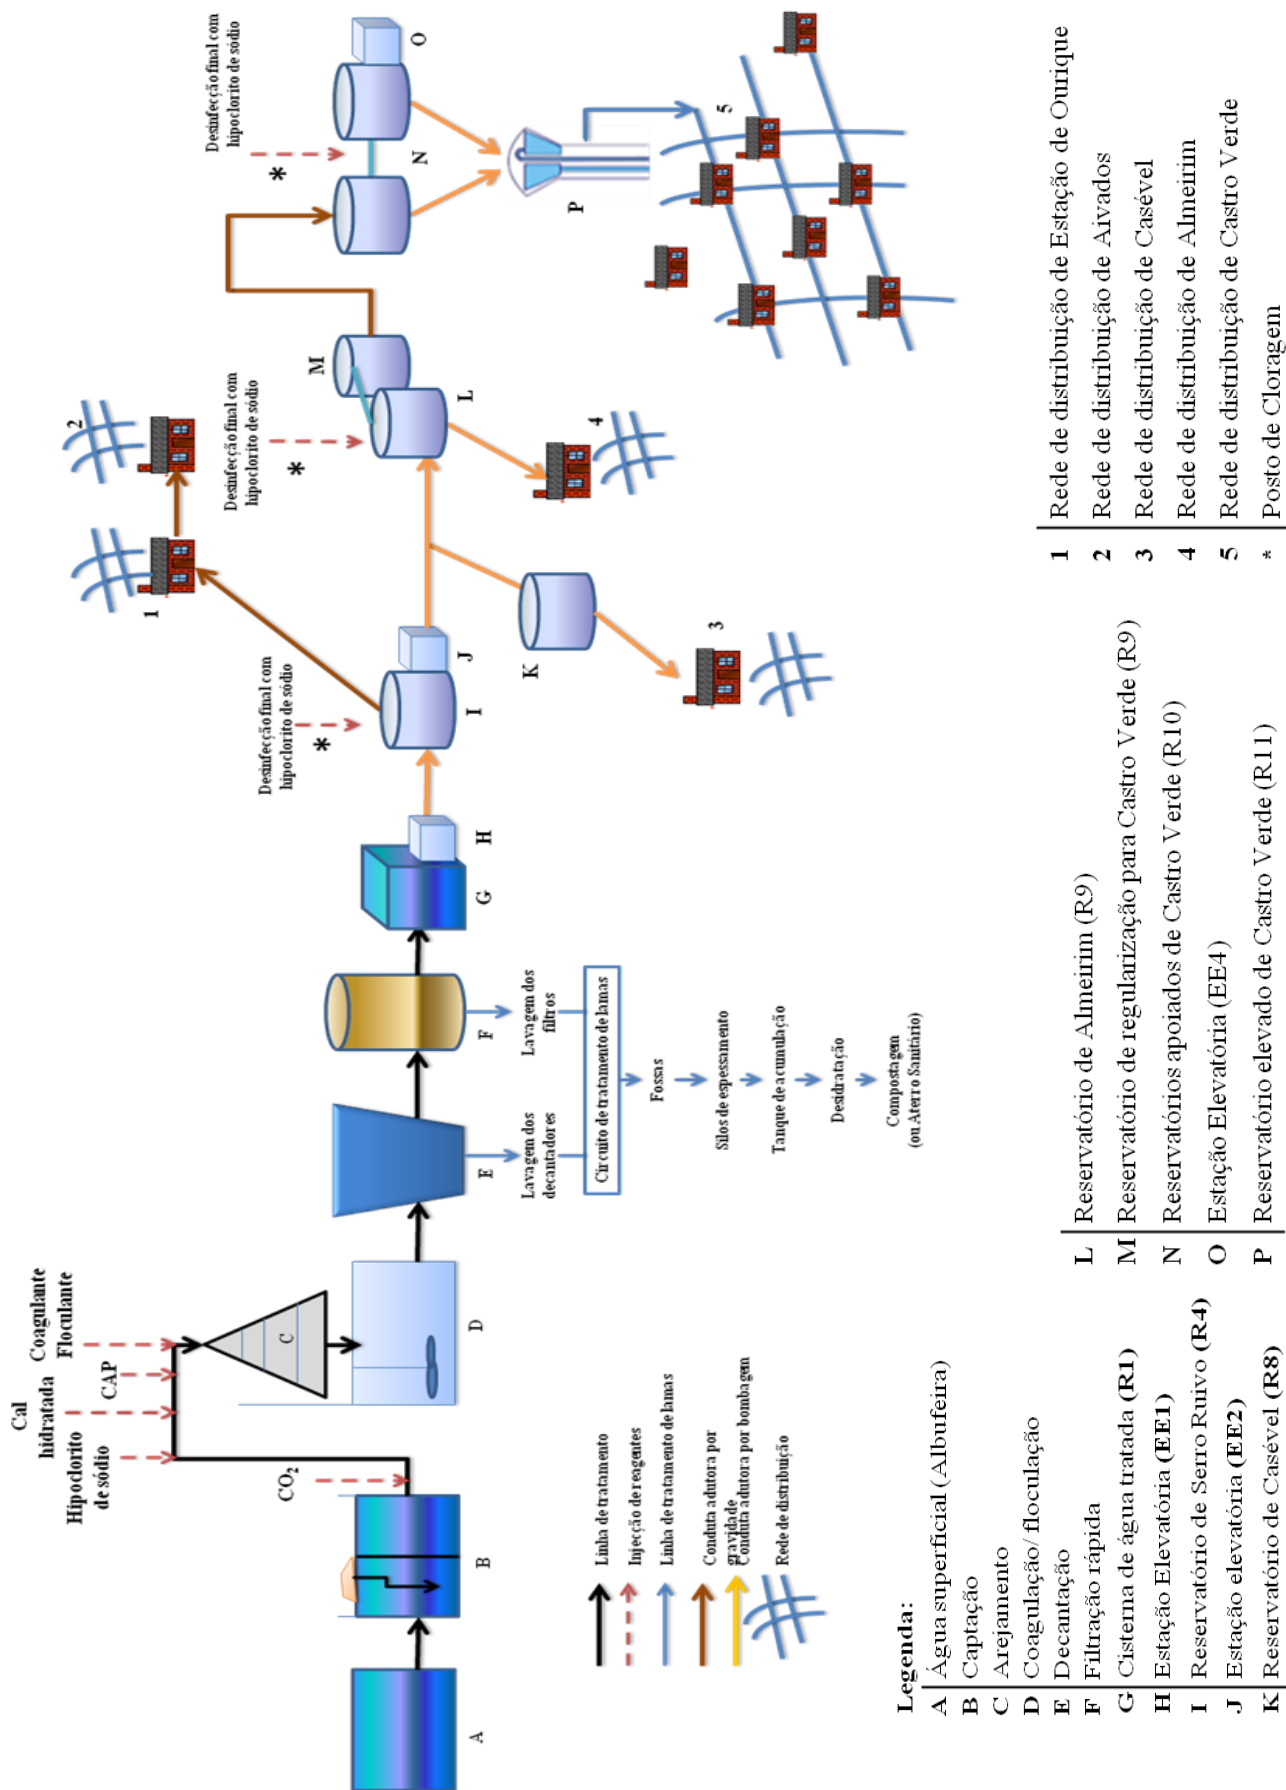 Cal
hidratada
Hipoclorito
de sódio
CAP
Coagulante
Floculante
CO2
Desinfecção final com
hipoclorito de sódio
*
Desinfecção final com
hipoclorito de sódio
*
Desinfecção final com
hipoclorito de sódio
*
A
B
C
D
E
F
G
H
I
J
K
L
M
N
O
P
1
2
3
4
5
Lavagem dos
decantadores
Lavagem dos
filtros
Circuito de tratamento de lamas
Fossas
Silos de espessamento
Tanque de acumulação
Desidratação
Compostagem
(ou Aterro Sanitário)
Linha de tratamento
Injecção de reagentes
Linha de tratamento de lamas
Conduta adutora por
gravidade
Conduta adutora por bombagem
Rede de distribuição
Legenda:
A Água superficial (Albufeira)
B Captação
C Arejamento
D Coagulação/ floculação
E Decantação
F Filtração rápida
G Cisterna de água tratada (R1)
H Estação Elevatória (EE1)
I Reservatório de Serro Ruivo (R4)
J Estação elevatória (EE2)
K Reservatório de Casével (R8)
L Reservatório de Almeirim (R9)
M Reservatório de regularização para Castro Verde (R9)
N Reservatórios apoiados de Castro Verde (R10)
O Estação Elevatória (EE4)
P Reservatório elevado de Castro Verde (R11)
1 Rede de distribuição de Estação de Ourique
2 Rede de distribuição de Aivados
3 Rede de distribuição de Casével
4 Rede de distribuição de Almeirim
5 Rede de distribuição de Castro Verde
* Posto de Cloragem